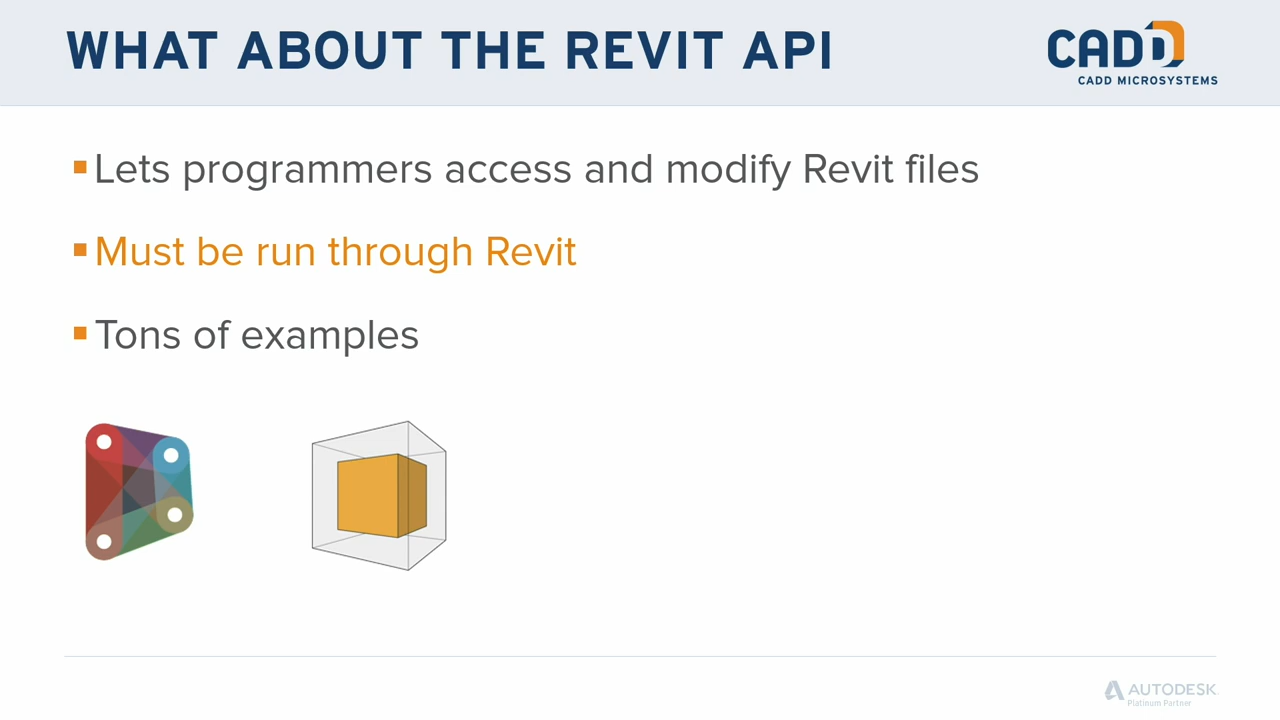 WHAT ABOUT THE REVIT API
CADD
CADD MICROSYSTEMS
Lets programmers access and modify Revit files
Must be run through Revit
Tons of examples
AUTODESK
Platinum Partner